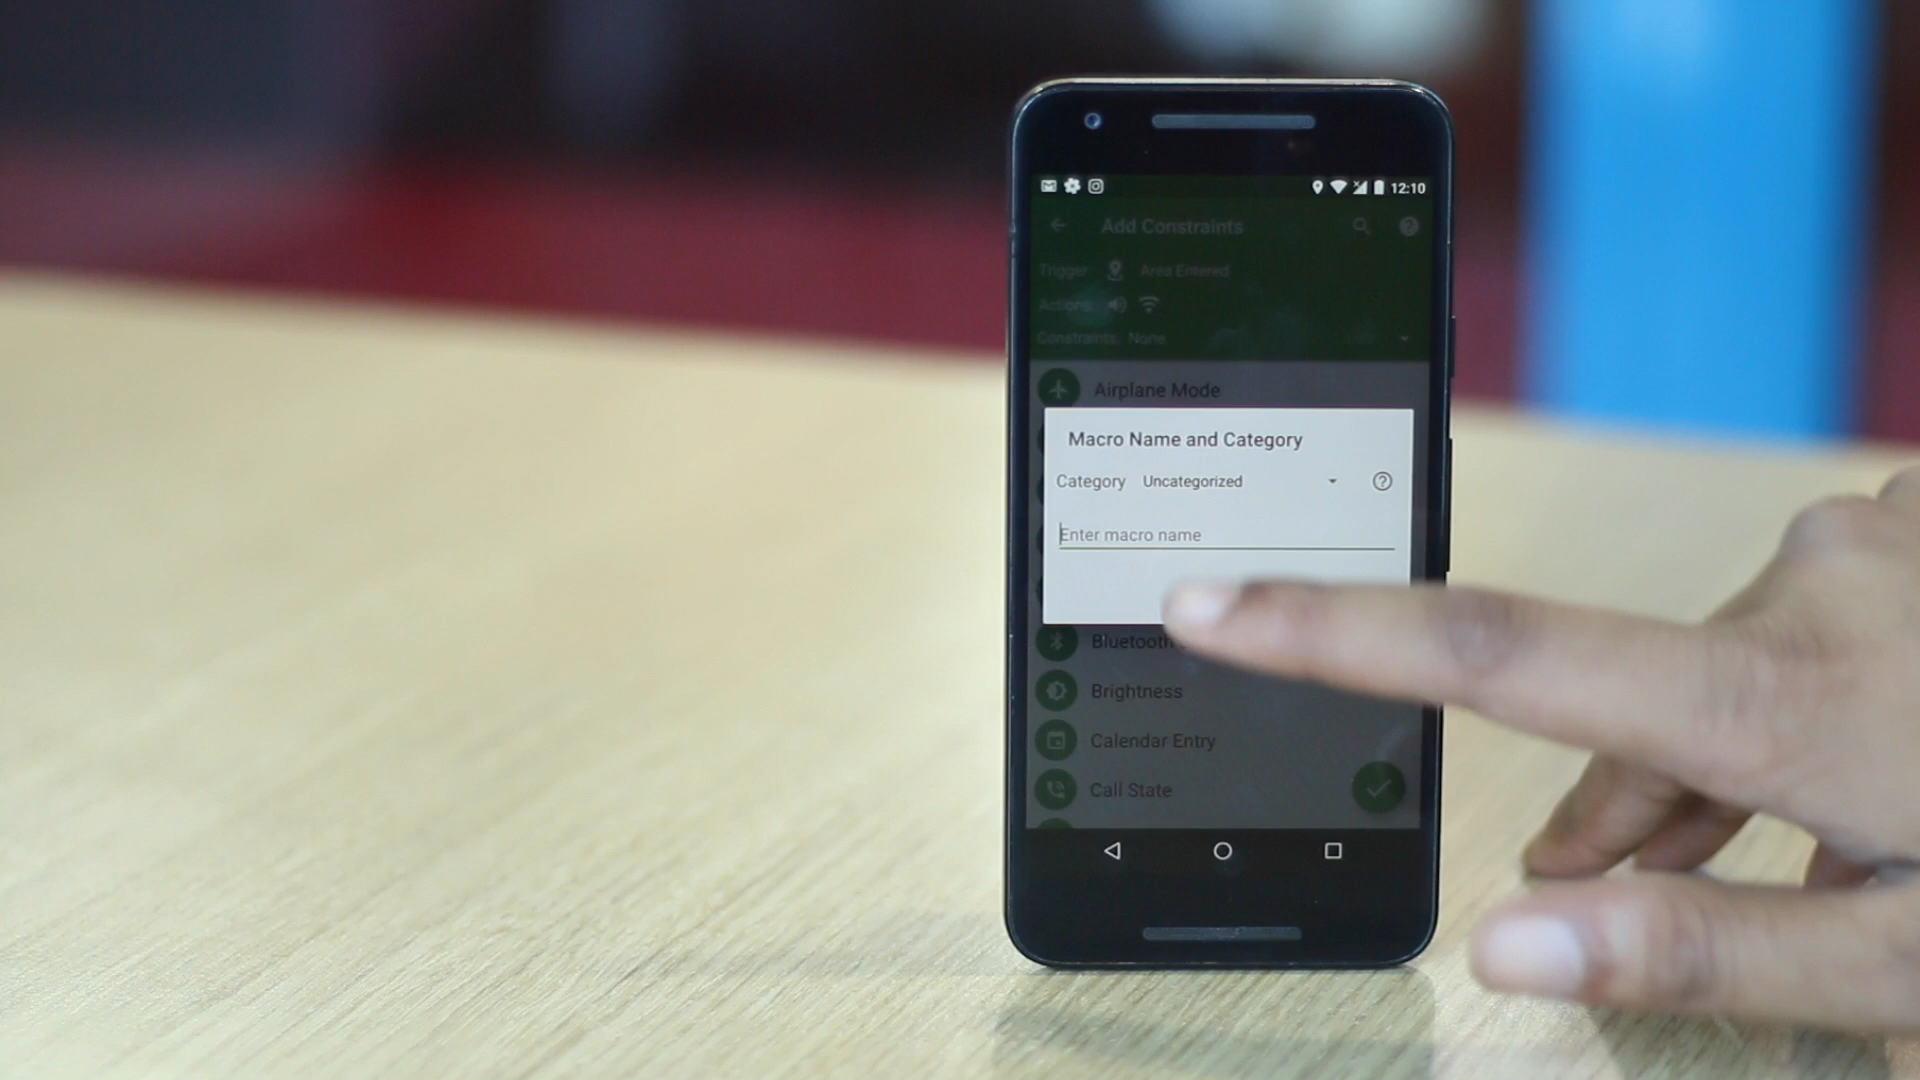 12:10
Add Constraints
Trigger Area Entered
Actions
Constraints: None
Airplane Mode
Macro Name and Category
Category Uncategorized
Enter macro name
Bluetooth
Brightness
Calendar Entry
Call State